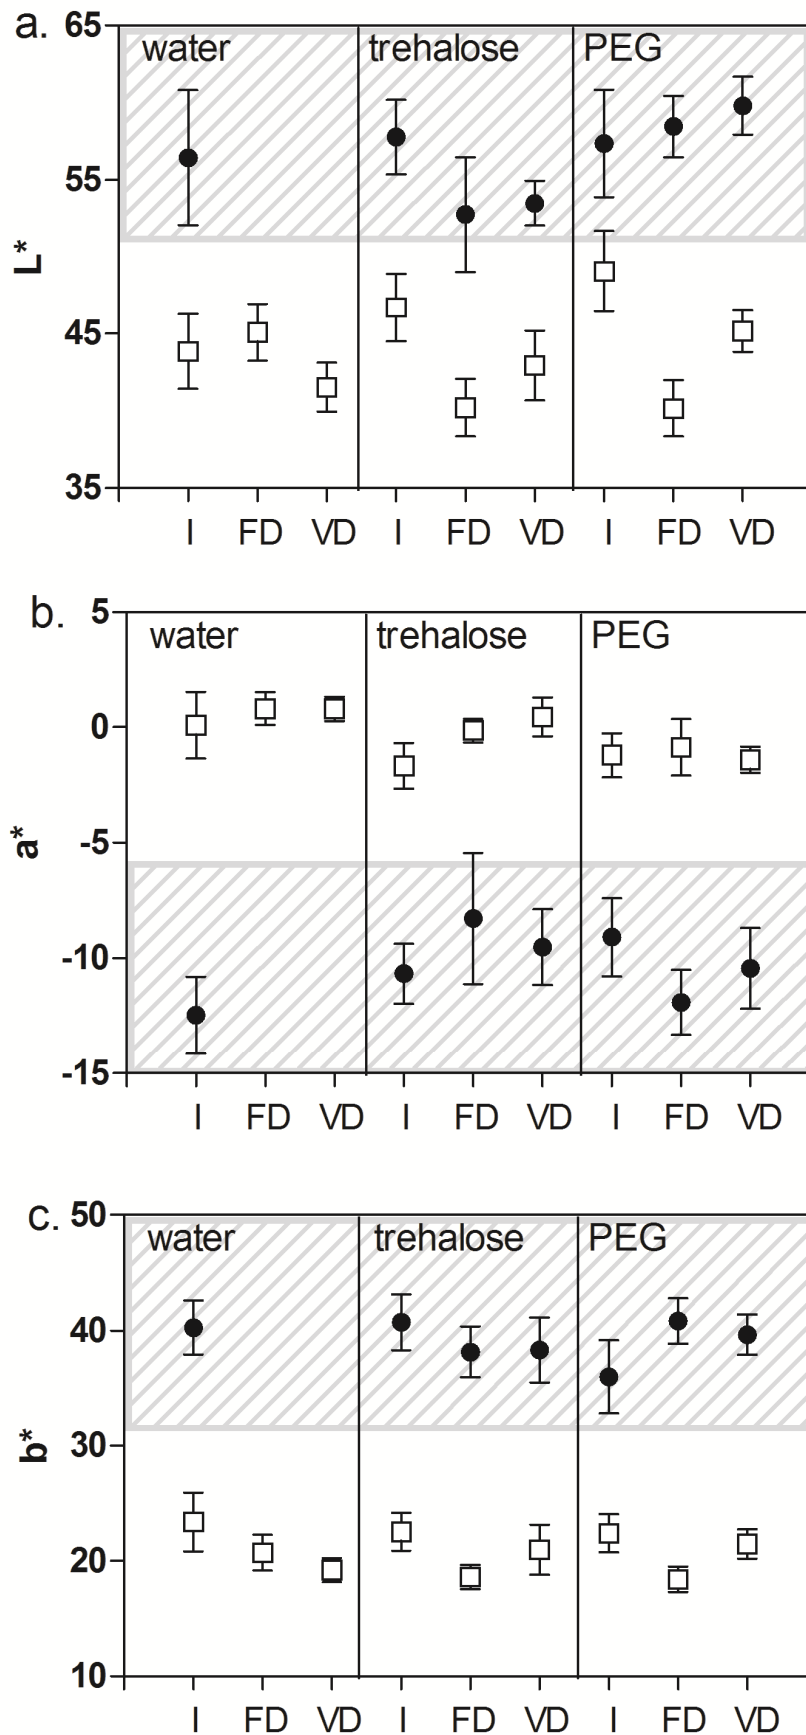 a.
65
water trehalose PEG
55
L*
45
35
I FD VD I FD VD I FD VD
b.
5
water trehalose PEG
0
a*
-5
-10
-15
I FD VD I FD VD I FD VD
c.
50
water trehalose PEG
40
30
b*
20
10
I FD VD I FD VD I FD VD